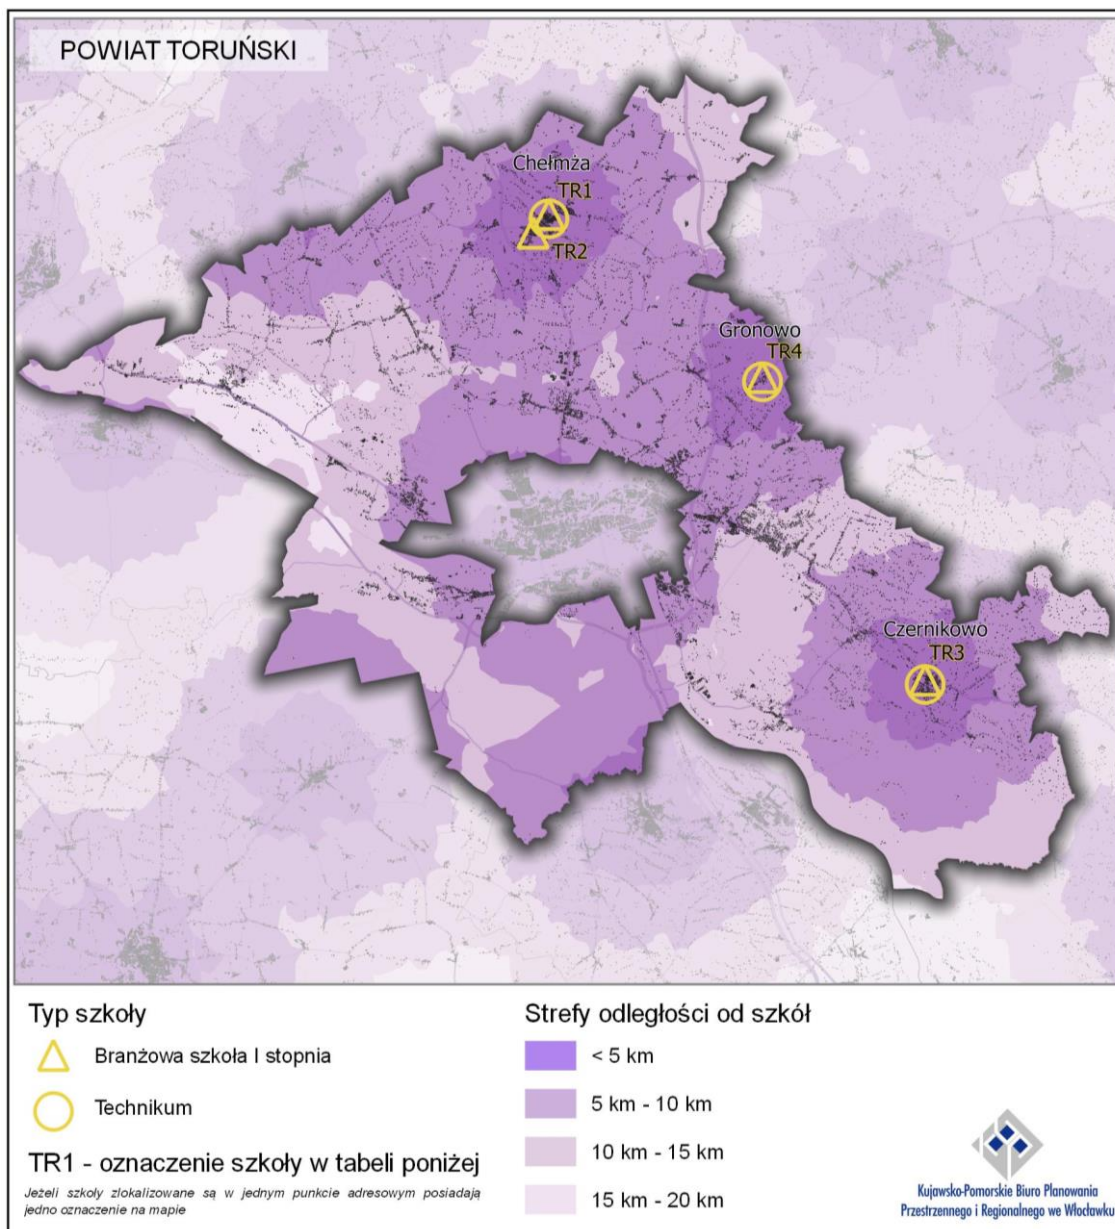 POWIAT TORUŃSKI
Chełmża
TR1
TR2
Gronowo
TR4
Czernikowo
TR3
Typ szkoły
Branżowa szkoła I stopnia
Technikum
TR1 - oznaczenie szkoły w tabeli poniżej
Jeżeli szkoły zlokalizowane są w jednym punkcie adresowym posiadają
jedno oznaczenie na mapie
Strefy odległości od szkół
< 5 km
5 km - 10 km
10 km - 15 km
15 km - 20 km
Kujawsko-Pomorskie Biuro Planowania
Przestrzennego i Regionalnego we Włocławku